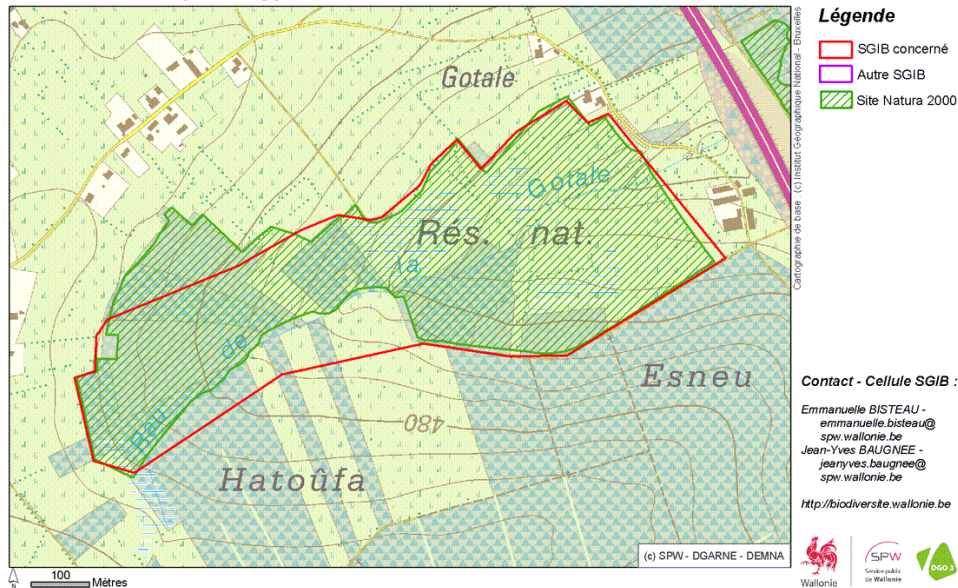 Gotale
Gotale
Rés. nat.
la
de
Rau
Esneu
480
Hatoûfa
Cartographie de base : (c) Institut Géographique National - Bruxelles
(c) SPW - DGARNE - DEMNA
N
100 Mètres
Légende
SGIB concerné
Autre SGIB
Site Natura 2000
Contact - Cellule SGIB :
Emmanuelle BISTEAU -
emmanuelle.bisteau@
spw.wallonie.be
Jean-Yves BAUGNEE -
jeanyves.baugnee@
spw.wallonie.be
http://biodiversite.wallonie.be
Wallonie
SPW
Service public
de Wallonie
DGO 3